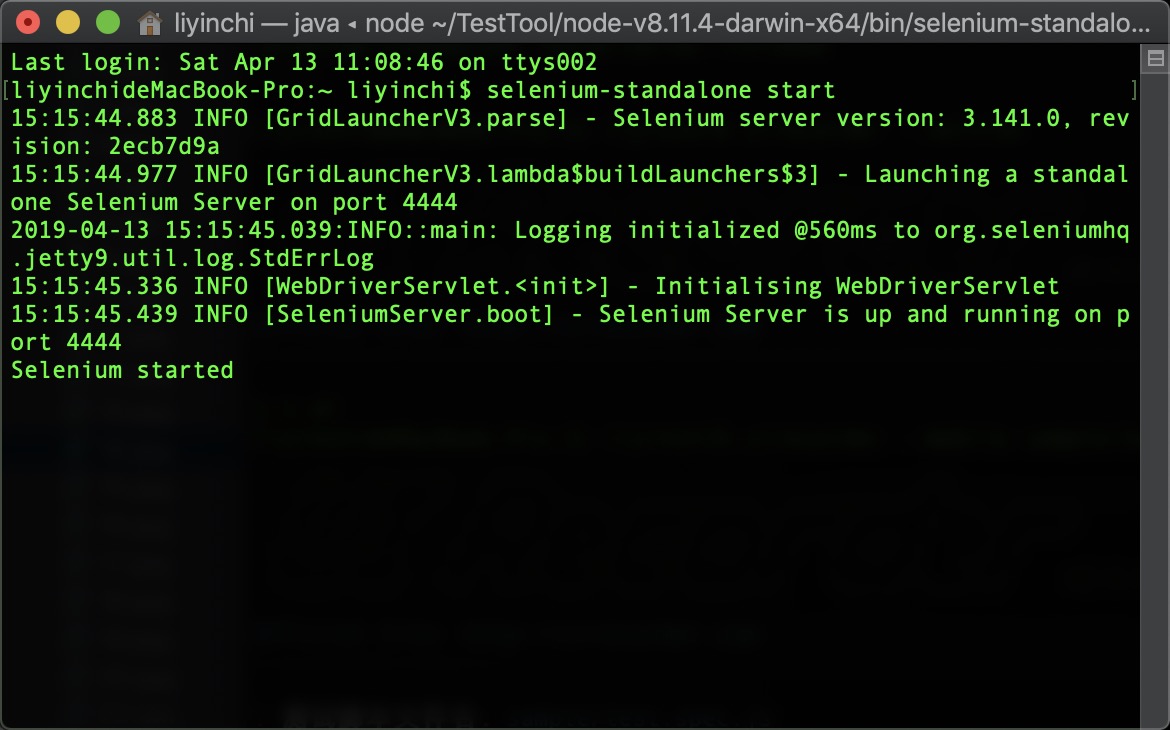 liyinchi — java ◂ node ~/TestTool/node-v8.11.4-darwin-x64/bin/selenium-standalo...
Last login: Sat Apr 13 11:08:46 on ttys002
[liyinchideMacBook-Pro:~ liyinchi$ selenium-standalone start ]
15:15:44.883 INFO [GridLauncherV3.parse] - Selenium server version: 3.141.0, rev
ision: 2ecb7d9a
15:15:44.977 INFO [GridLauncherV3.lambda$buildLaunchers$3] - Launching a standal
one Selenium Server on port 4444
2019-04-13 15:15:45.039:INFO::main: Logging initialized @560ms to org.seleniumhq
.jetty9.util.log.StdErrLog
15:15:45.336 INFO [WebDriverServlet.<init>] - Initialising WebDriverServlet
15:15:45.439 INFO [SeleniumServer.boot] - Selenium Server is up and running on p
ort 4444
Selenium started